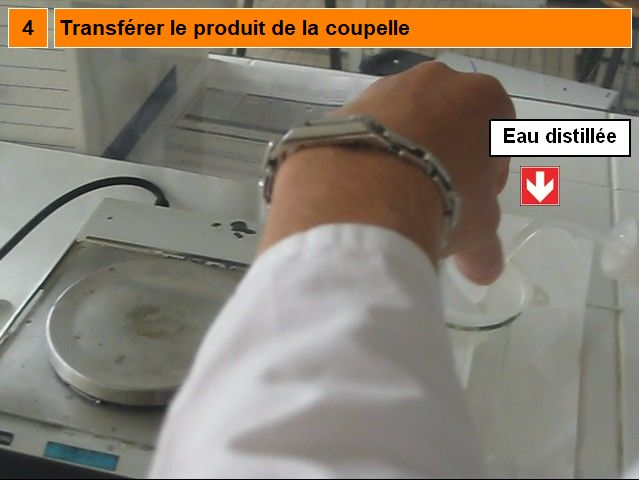 4 Transférer le produit de la coupelle
Eau distillée